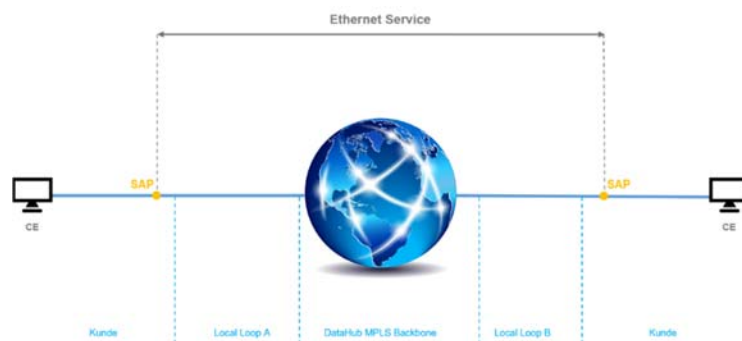 Ethernet Service
SAP
SAP
CE
CE
Kunde
Local Loop A
DataHub MPLS Backbone
Local Loop B
Kunde